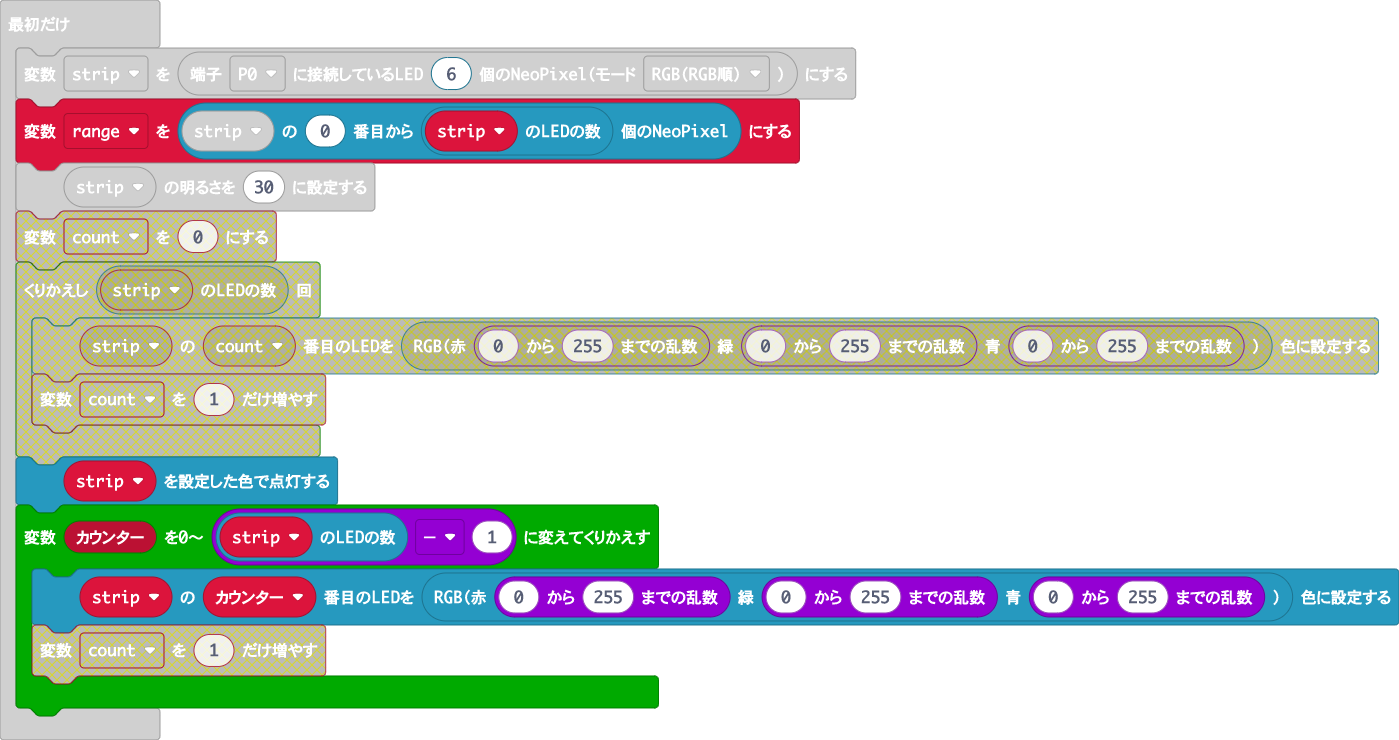 最初だけ
変数 strip を 端子 P0 に接続しているLED 6 個のNeoPixel(モード RGB(RGB順) ) にする
変数 range を strip の 0 番目から strip のLEDの数 個のNeoPixel にする
strip の明るさを 30 に設定する
変数 count を 0 にする
くりかえし strip のLEDの数 回
strip の count 番目のLEDを RGB(赤 0 から 255 までの乱数 緑 0 から 255 までの乱数 青 0 から 255 までの乱数 ) 色に設定する
変数 count を 1 だけ増やす
strip を設定した色で点灯する
変数 カウンター を0〜 strip のLEDの数 － 1 に変えてくりかえす
strip の カウンター 番目のLEDを RGB(赤 0 から 255 までの乱数 緑 0 から 255 までの乱数 青 0 から 255 までの乱数 ) 色に設定する
変数 count を 1 だけ増やす